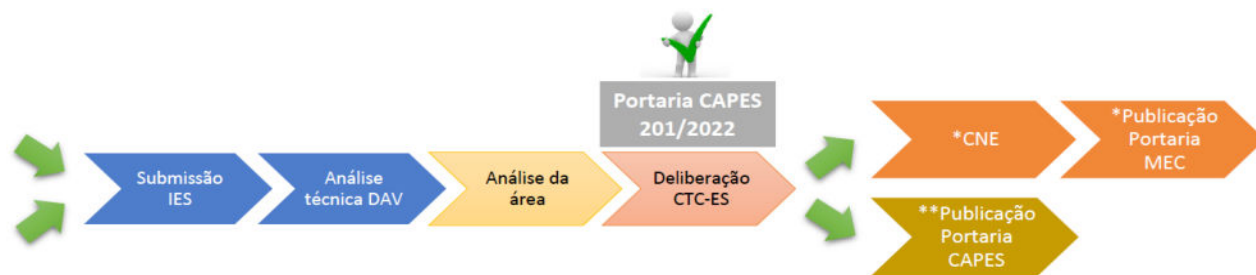 Portaria CAPES
201/2022
Submissão
IES
Análise
técnica DAV
Análise da
área
Deliberação
CTC-ES
*CNE
*Publicação
Portaria
MEC
**Publicação
Portaria
CAPES